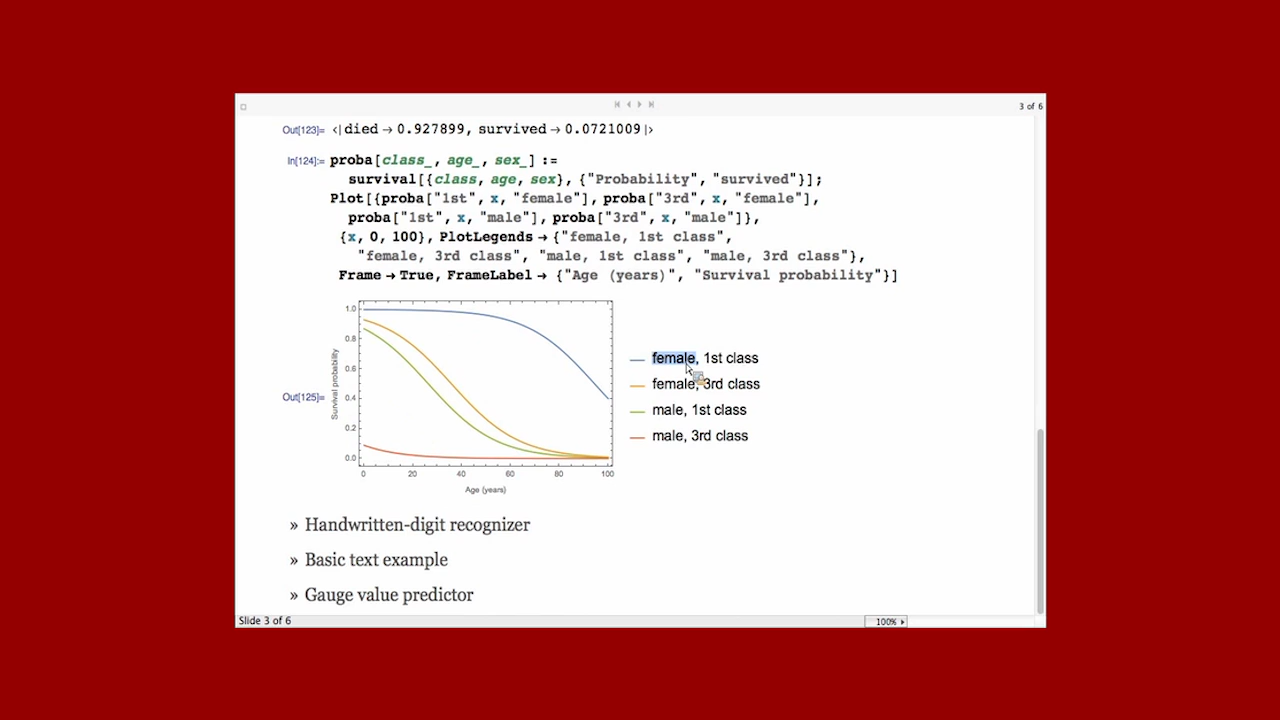 3 of 6
Out[123]= <|died → 0.927899, survived → 0.0721009|>
In[124]:= proba[class_, age_, sex_] :=
survival[{class, age, sex}, {"Probability", "survived"}];
Plot[{proba["1st", x, "female"], proba["3rd", x, "female"],
proba["1st", x, "male"], proba["3rd", x, "male"]},
{x, 0, 100}, PlotLegends → {"female, 1st class",
"female, 3rd class", "male, 1st class", "male, 3rd class"},
Frame → True, FrameLabel → {"Age (years)", "Survival probability"}]
Out[125]=
Survival probability
1.0
0.8
0.6
0.4
0.2
0.0
0 20 40 60 80 100
Age (years)
female, 1st class
female, 3rd class
male, 1st class
male, 3rd class
» Handwritten-digit recognizer
» Basic text example
» Gauge value predictor
Slide 3 of 6
100%